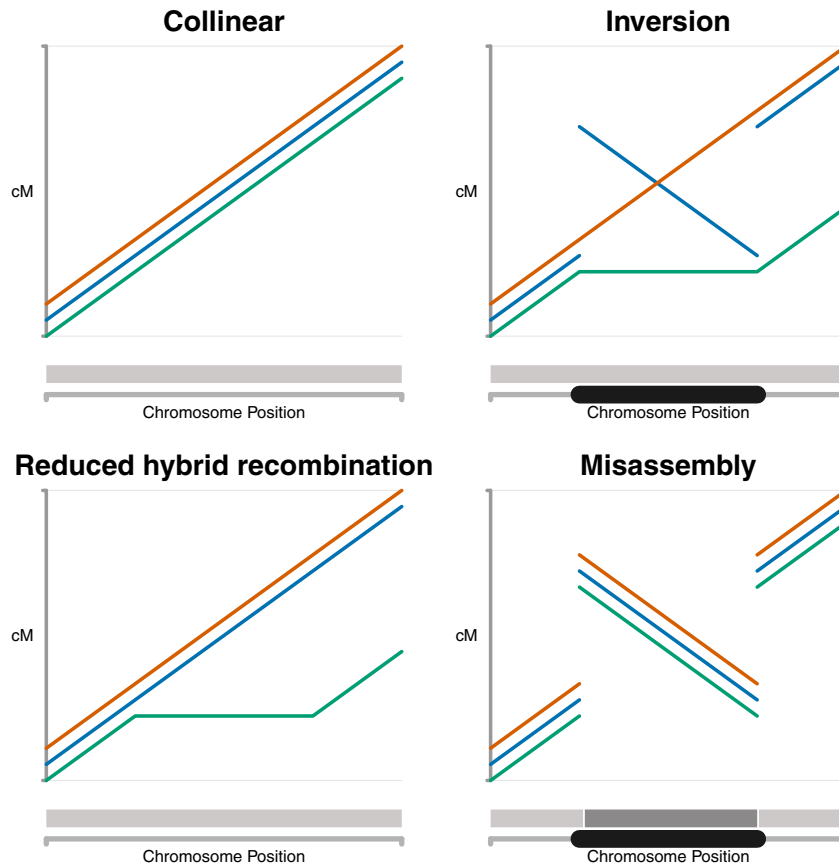 Collinear
cM
Chromosome Position
Inversion
cM
Chromosome Position
Reduced hybrid recombination
cM
Chromosome Position
Misassembly
cM
Chromosome Position